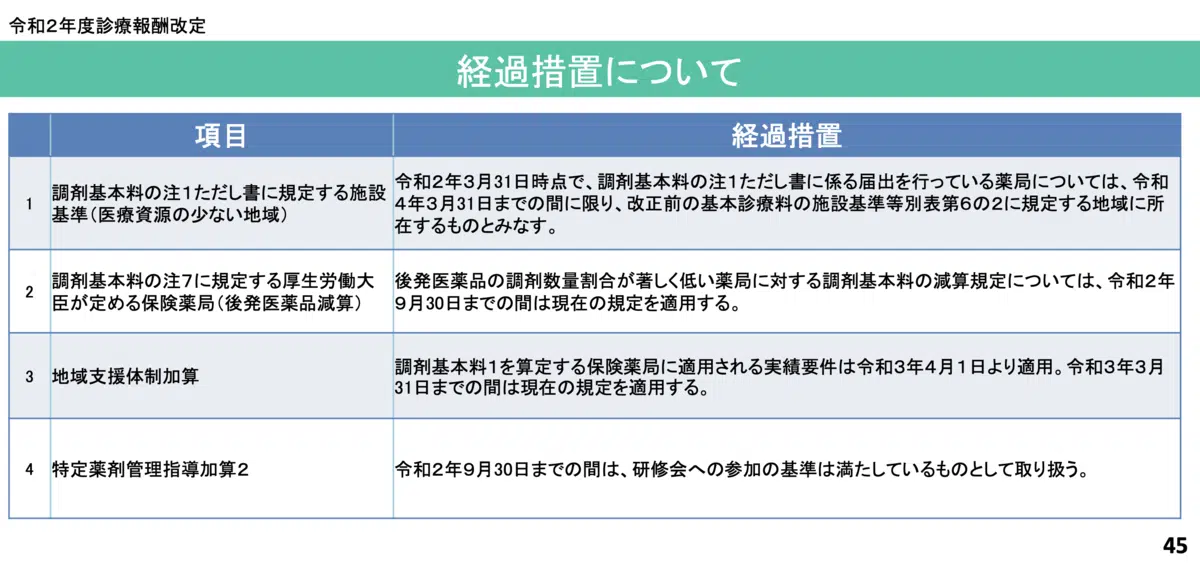 令和２年度診療報酬改定
経過措置について
項目
経過措置
1
調剤基本料の注１ただし書に規定する施設
基準（医療資源の少ない地域）
令和２年３月31日時点で、調剤基本料の注１ただし書に係る届出を行っている薬局については、令和
４年３月31日までの間に限り、改正前の基本診療料の施設基準等別表第６の２に規定する地域に所
在するものとみなす。
2
調剤基本料の注７に規定する厚生労働大
臣が定める保険薬局（後発医薬品減算）
後発医薬品の調剤数量割合が著しく低い薬局に対する調剤基本料の減算規定については、令和２年
９月30日までの間は現在の規定を適用する。
3
地域支援体制加算
調剤基本料１を算定する保険薬局に適用される実績要件は令和３年４月１日より適用。令和３年３月
31日までの間は現在の規定を適用する。
4
特定薬剤管理指導加算２
令和２年９月30日までの間は、研修会への参加の基準は満たしているものとして取り扱う。
45